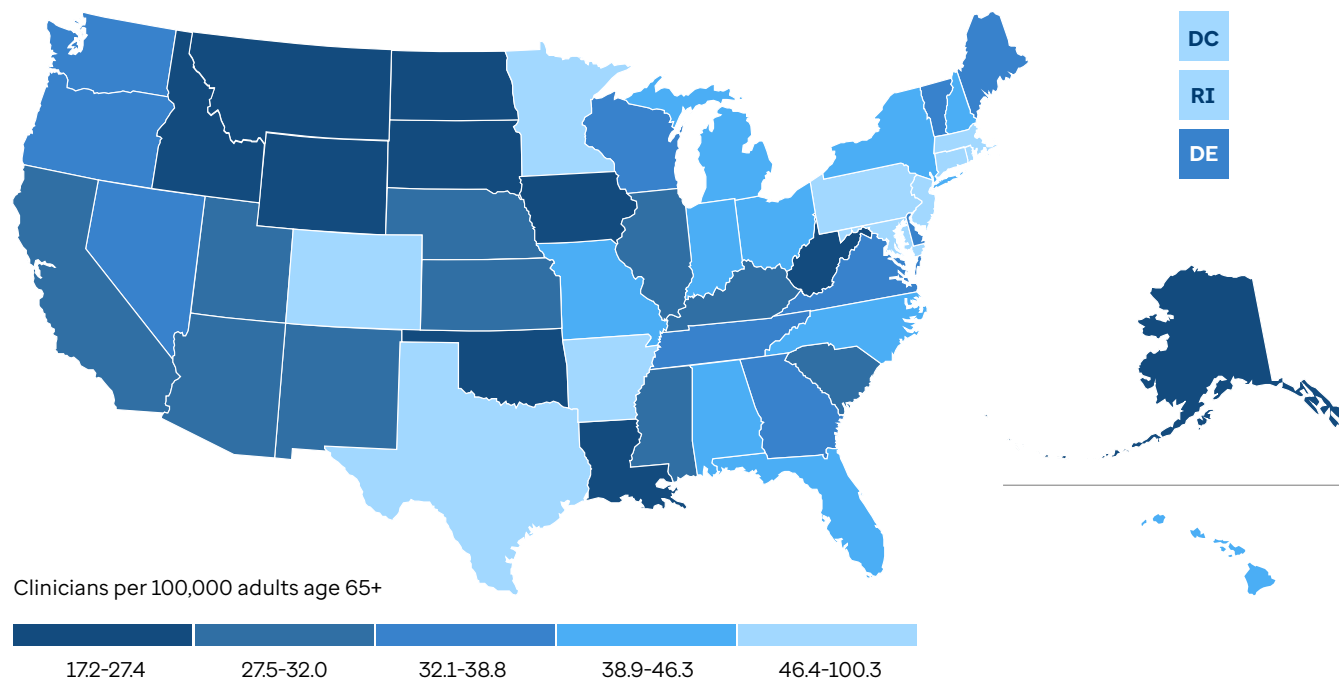 DC
RI
DE
Clinicians per 100,000 adults age 65+
17.2-27.4
27.5-32.0
32.1-38.8
38.9-46.3
46.4-100.3